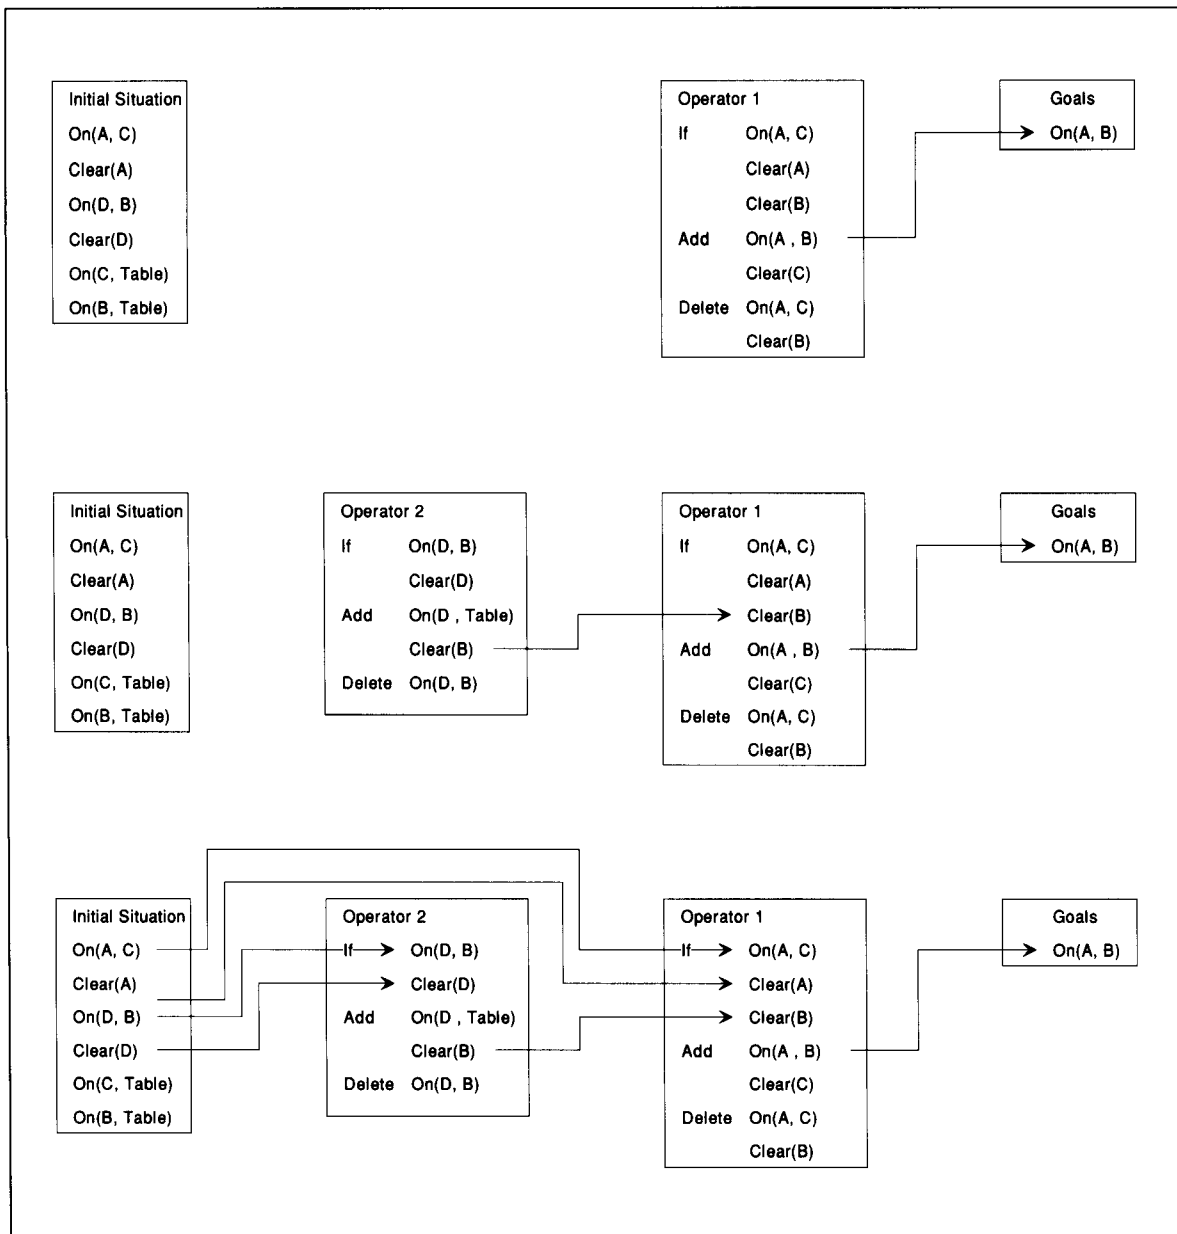 Initial Situation
On(A, C)
Clear(A)
On(D, B)
Clear(D)
On(C, Table)
On(B, Table)
Operator 1
If On(A, C)
Clear(A)
Clear(B)
Add On(A , B)
Clear(C)
Delete On(A, C)
Clear(B)
Goals
On(A, B)
Initial Situation
On(A, C)
Clear(A)
On(D, B)
Clear(D)
On(C, Table)
On(B, Table)
Operator 2
If On(D, B)
Clear(D)
Add On(D , Table)
Clear(B)
Delete On(D, B)
Operator 1
If On(A, C)
Clear(A)
Clear(B)
Add On(A , B)
Clear(C)
Delete On(A, C)
Clear(B)
Goals
On(A, B)
Initial Situation
On(A, C)
Clear(A)
On(D, B)
Clear(D)
On(C, Table)
On(B, Table)
Operator 2
If On(D, B)
Clear(D)
Add On(D , Table)
Clear(B)
Delete On(D, B)
Operator 1
If On(A, C)
Clear(A)
Clear(B)
Add On(A , B)
Clear(C)
Delete On(A, C)
Clear(B)
Goals
On(A, B)